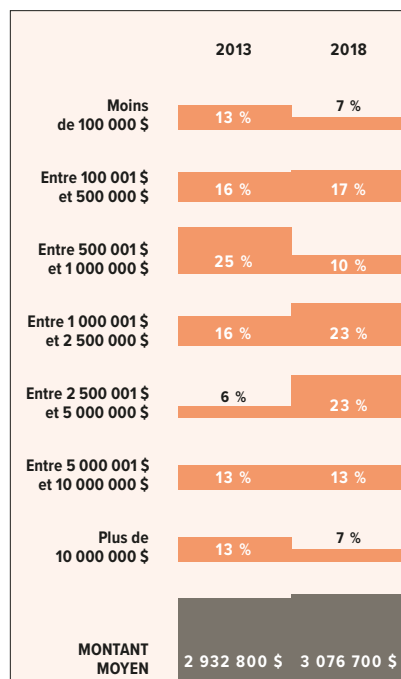 2013 2018
Moins
de 100 000 $
13 % 7 %
Entre 100 001 $
et 500 000 $
16 % 17 %
Entre 500 001 $
et 1 000 000 $
25 % 10 %
Entre 1 000 001 $
et 2 500 000 $
16 % 23 %
Entre 2 500 001 $
et 5 000 000 $
6 % 23 %
Entre 5 000 001 $
et 10 000 000 $
13 % 13 %
Plus de
10 000 000 $
13 % 7 %
MONTANT
MOYEN
2 932 800 $ 3 076 700 $